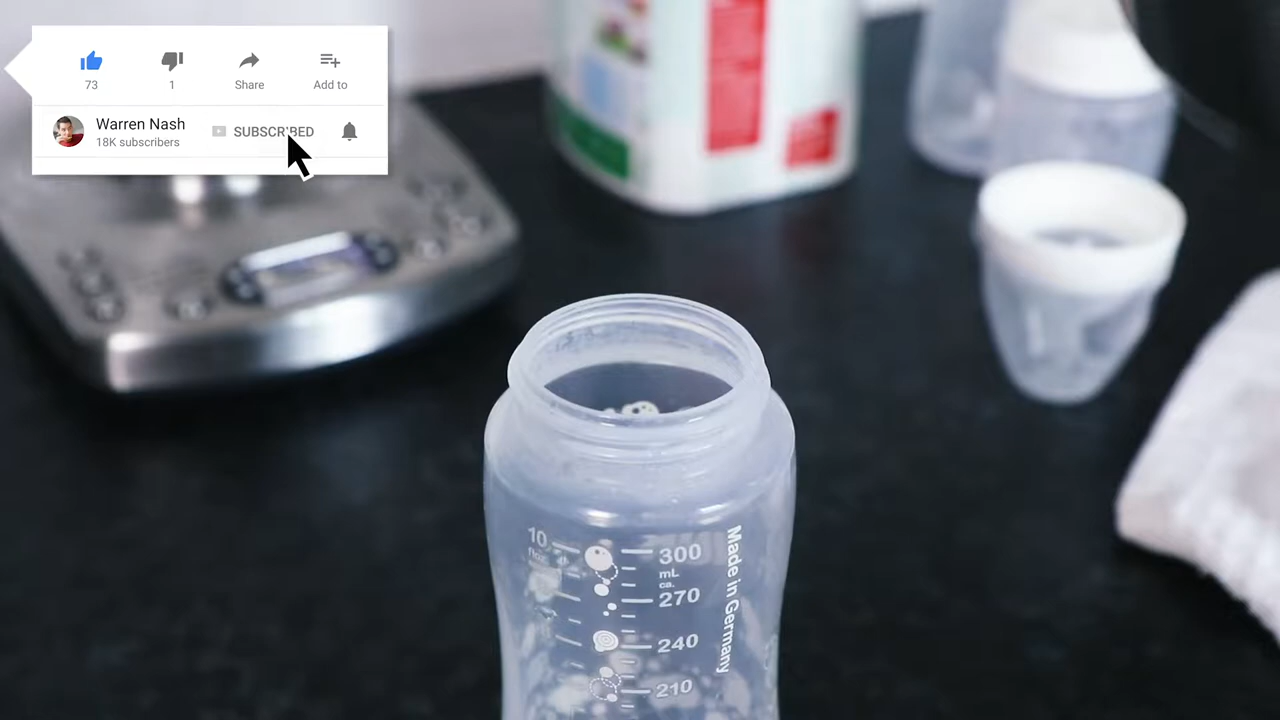 73
1
Share
Add to
Warren Nash
SUBSCRIBED
18K subscribers
10
300
mL
ca.
270
240
210
Made in Germany